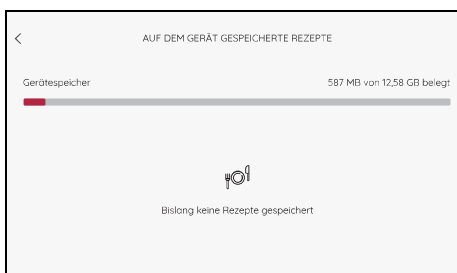 AUF DEM GERÄT GESPEICHERTE REZEPTE
Gerätespeicher 587 MB von 12,58 GB belegt
Bislang keine Rezepte gespeichert